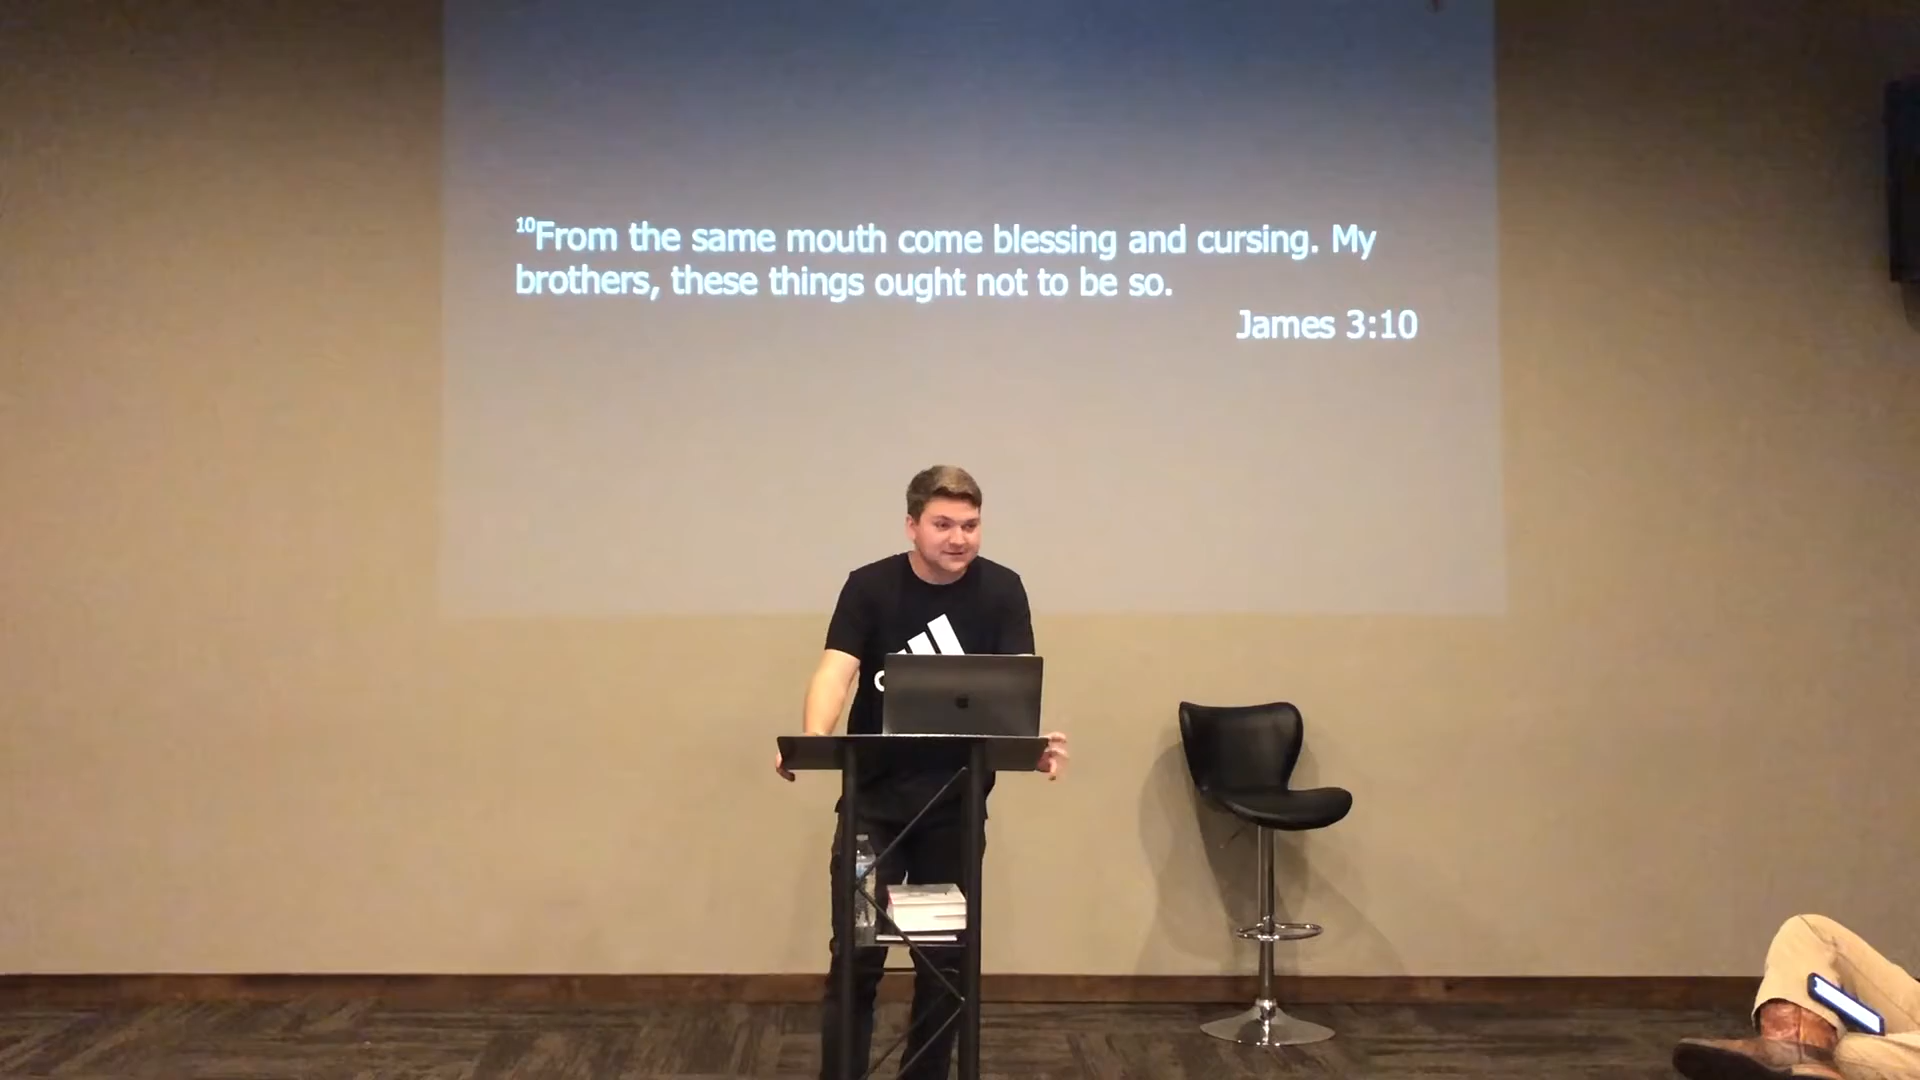 ¹⁰From the same mouth come blessing and cursing. My
brothers, these things ought not to be so.
James 3:10